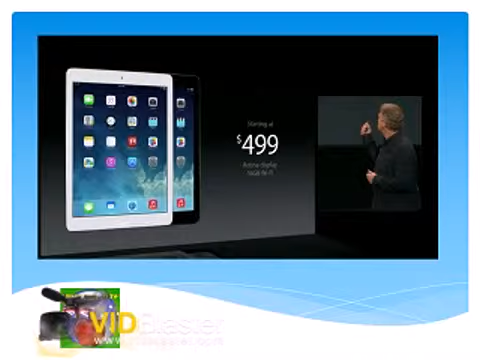 Starting at
$499
Retina display
16GB Wi-Fi
VIDBlaster